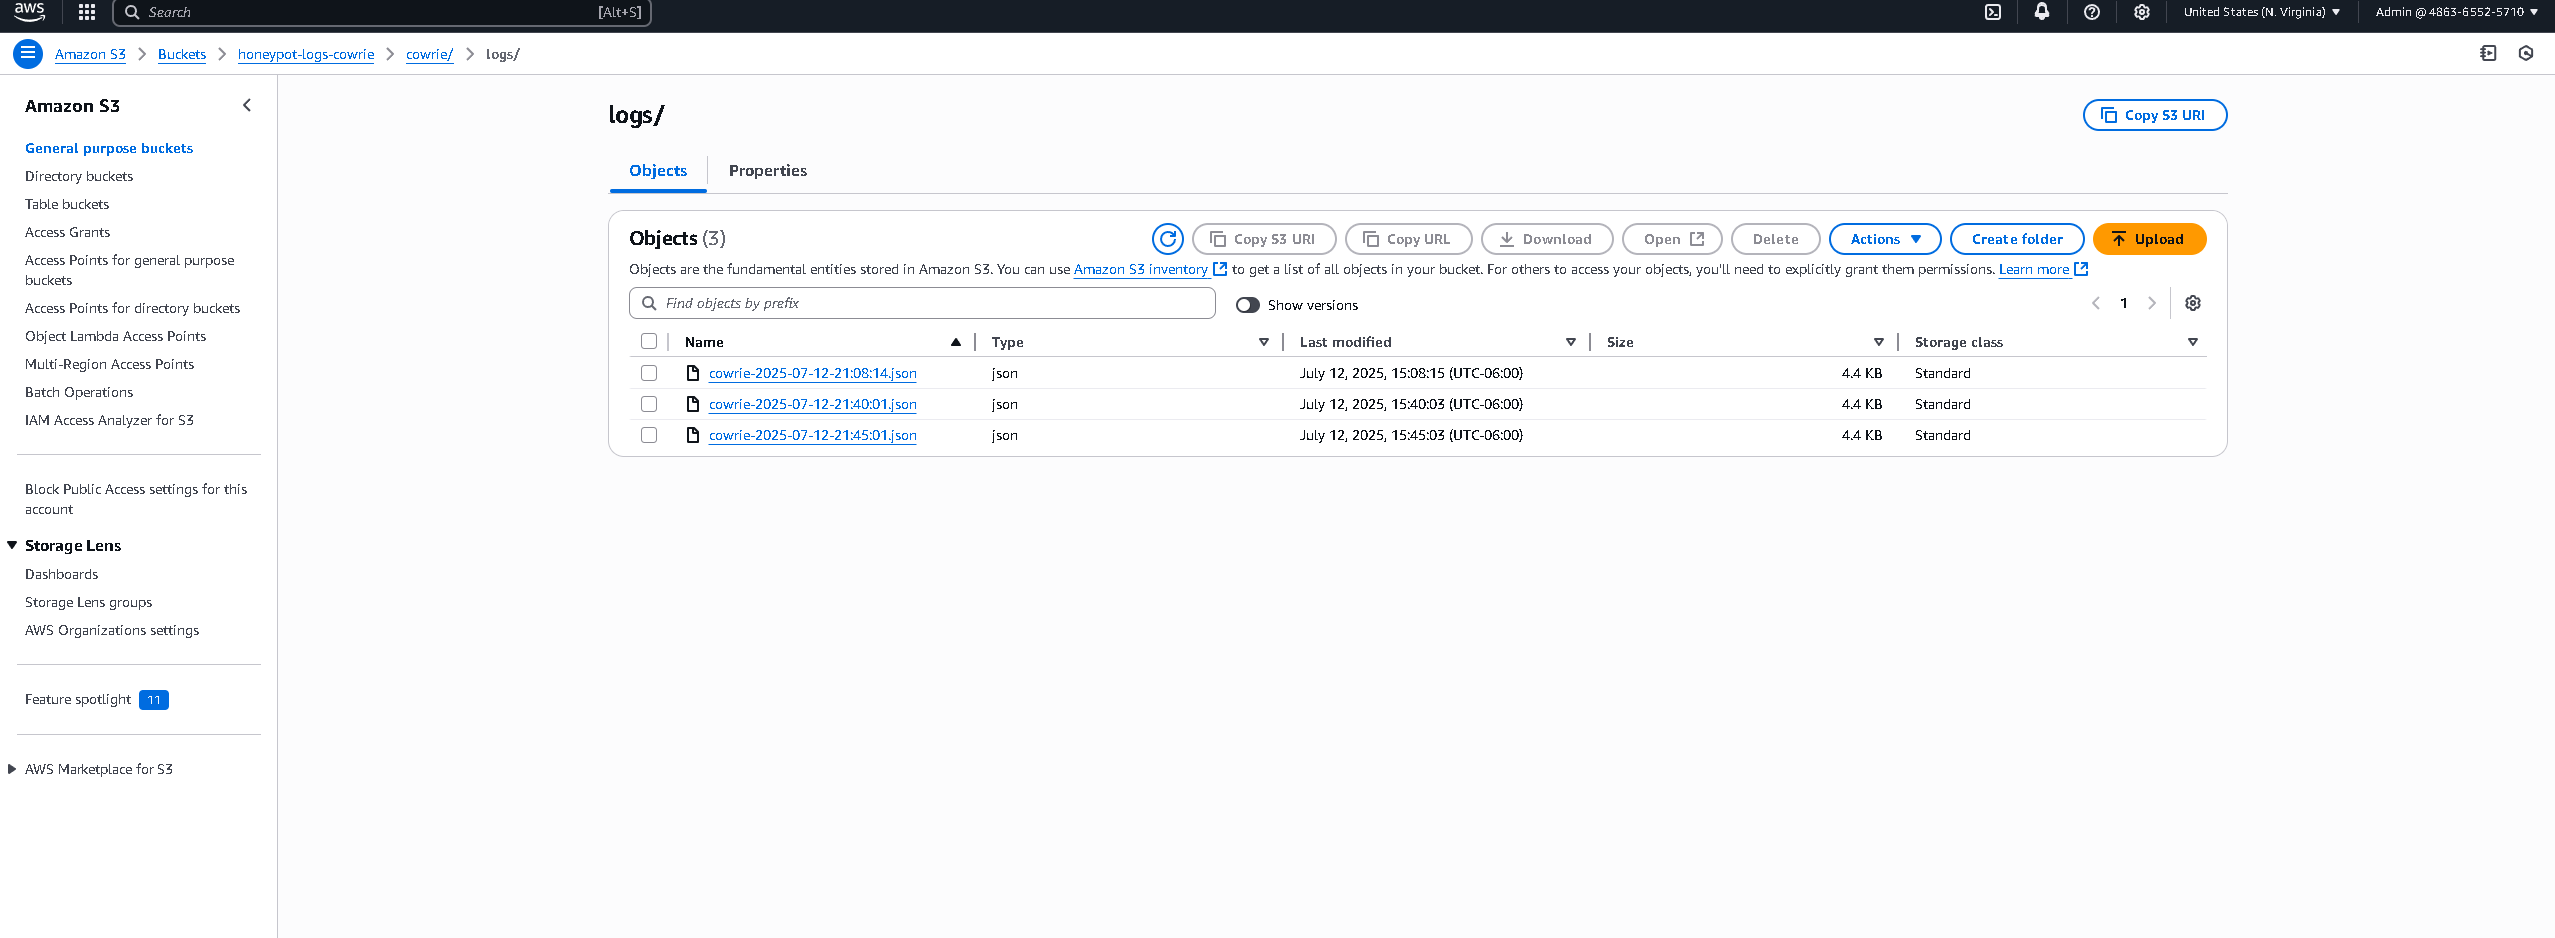 aws
Search [Alt+S]
United States (N. Virginia)
Admin @ 4863-6552-5710
Amazon S3
Buckets
honeypot-logs-cowrie
cowrie/
logs/
Amazon S3
General purpose buckets
Directory buckets
Table buckets
Access Grants
Access Points for general purpose
buckets
Access Points for directory buckets
Object Lambda Access Points
Multi-Region Access Points
Batch Operations
IAM Access Analyzer for S3
Block Public Access settings for this
account
Storage Lens
Dashboards
Storage Lens groups
AWS Organizations settings
Feature spotlight 11
AWS Marketplace for S3
logs/
Copy S3 URI
Objects Properties
Objects (3)
Copy S3 URI Copy URL Download Open Delete Actions Create folder Upload
Objects are the fundamental entities stored in Amazon S3. You can use Amazon S3 inventory to get a list of all objects in your bucket. For others to access your objects, you'll need to explicitly grant them permissions. Learn more
Find objects by prefix
Show versions
1
Name Type Last modified Size Storage class
cowrie-2025-07-12-21:08:14.json json July 12, 2025, 15:08:15 (UTC-06:00) 4.4 KB Standard
cowrie-2025-07-12-21:40:01.json json July 12, 2025, 15:40:03 (UTC-06:00) 4.4 KB Standard
cowrie-2025-07-12-21:45:01.json json July 12, 2025, 15:45:03 (UTC-06:00) 4.4 KB Standard